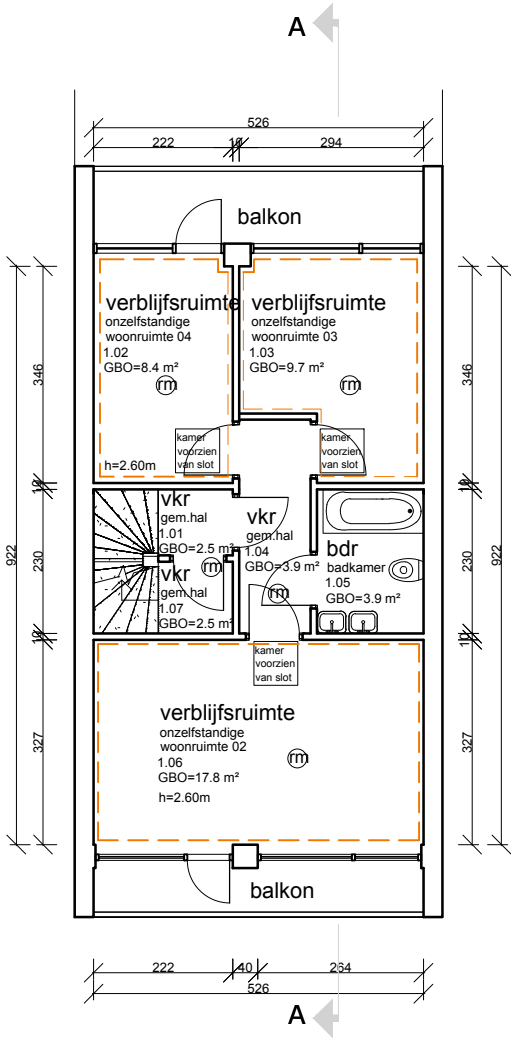 A
526
222
10
294
balkon
verblijfsruimte
onzelfstandige
woonruimte 04
1.02
GBO=8.4 m²
rm
h=2.60m
verblijfsruimte
onzelfstandige
woonruimte 03
1.03
GBO=9.7 m²
rm
kamer
voorzien
van slot
kamer
voorzien
van slot
922
346
10
230
10
327
346
10
230
10
327
922
vkr
gem.hal
1.01
GBO=2.5 m²
vkr
gem.hal
1.07
GBO=2.5 m²
rm
vkr
gem.hal
1.04
GBO=3.9 m²
rm
bdr
badkamer
1.05
GBO=3.9 m²
kamer
voorzien
van slot
verblijfsruimte
onzelfstandige
woonruimte 02
1.06
GBO=17.8 m²
h=2.60m
rm
balkon
222
40
264
526
A